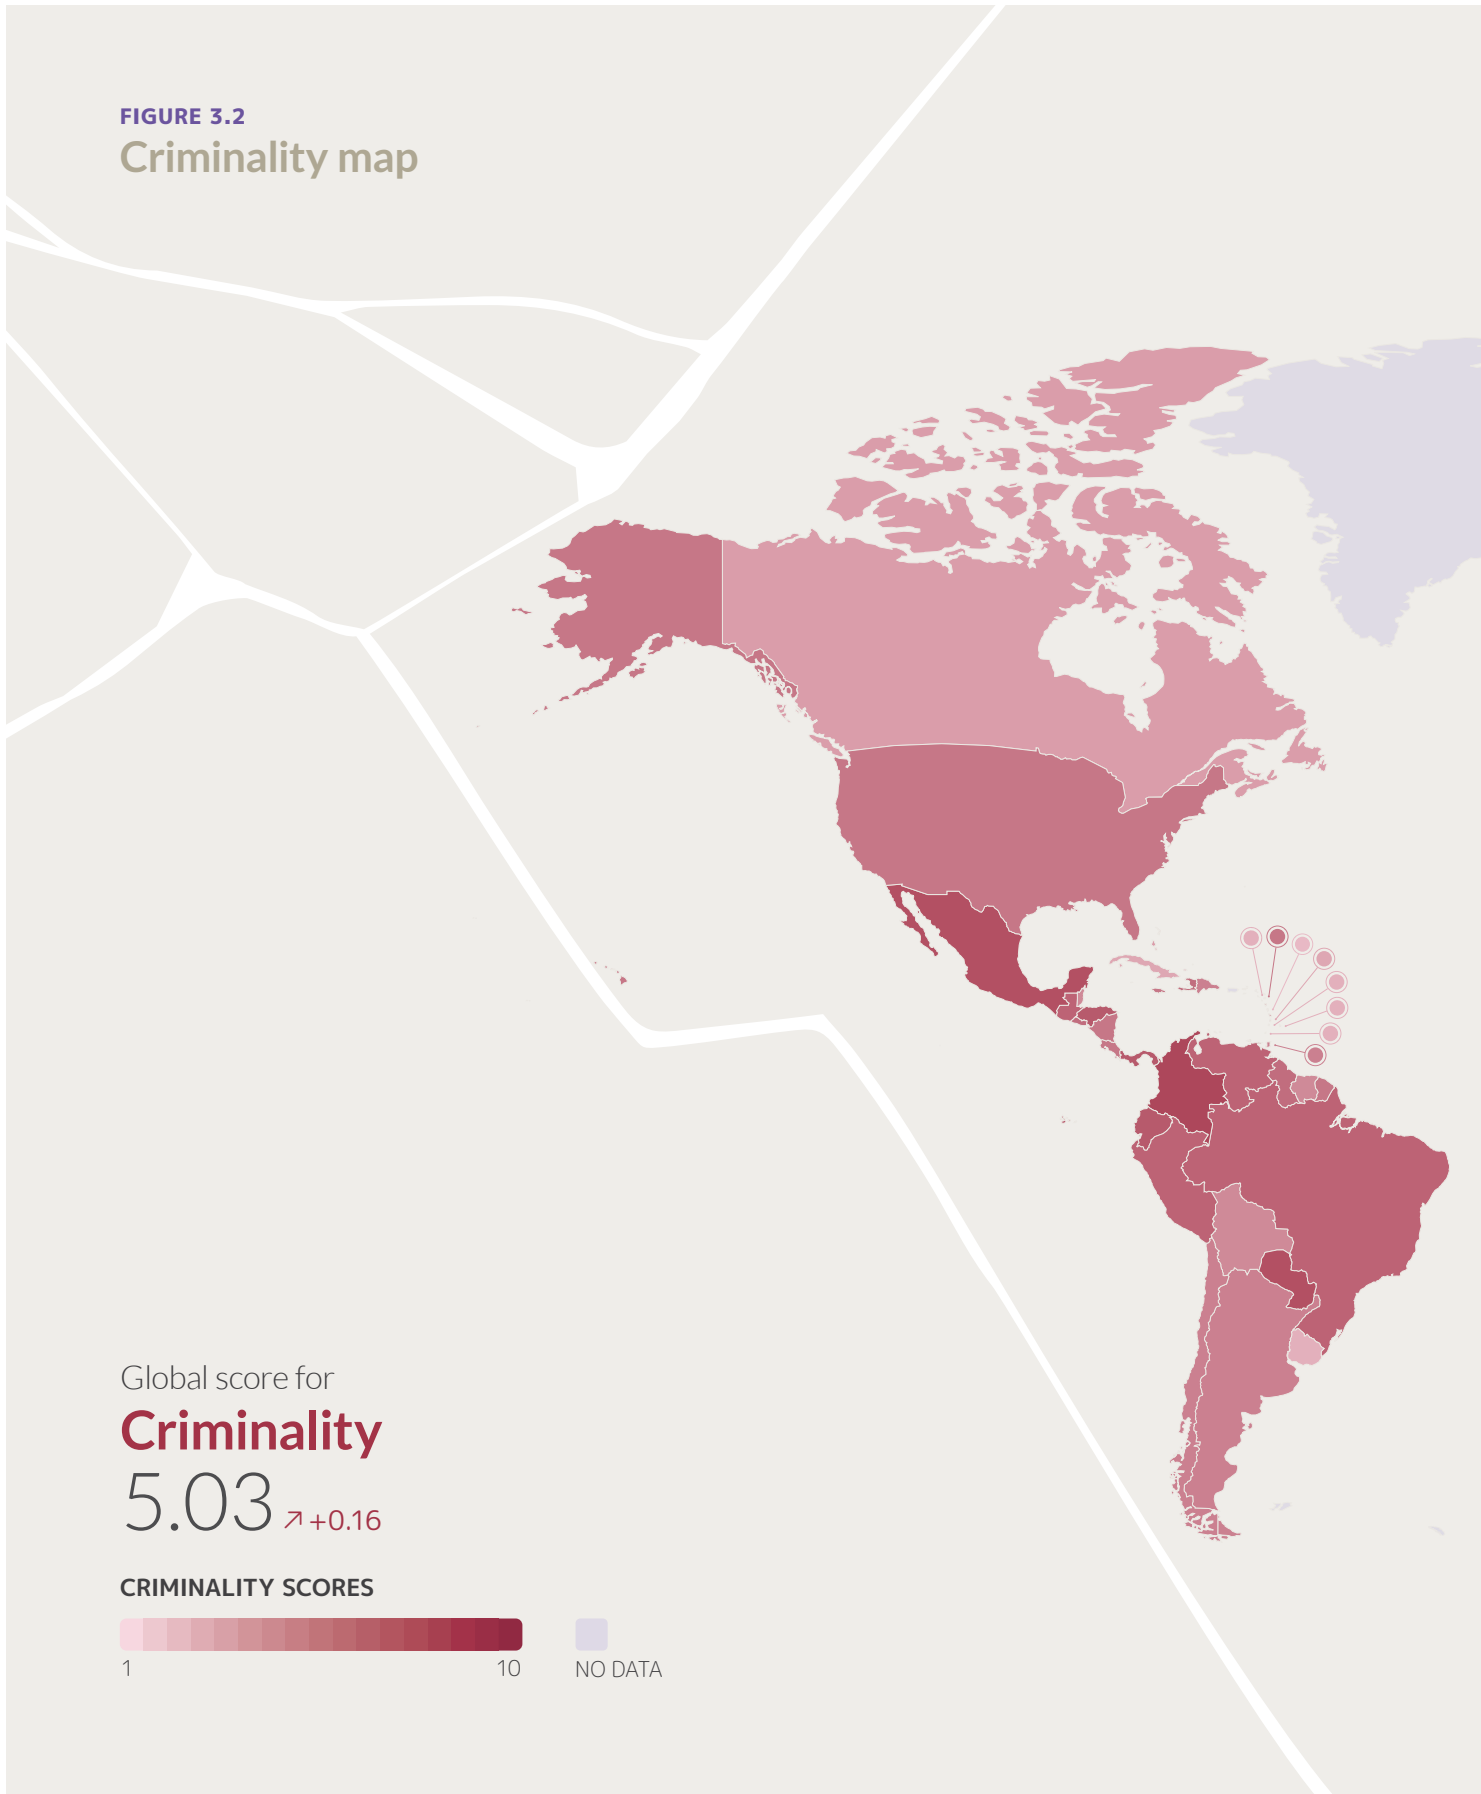 FIGURE 3.2
Criminality map
Global score for
Criminality
5.03 ↗ +0.16
CRIMINALITY SCORES
1 10 NO DATA